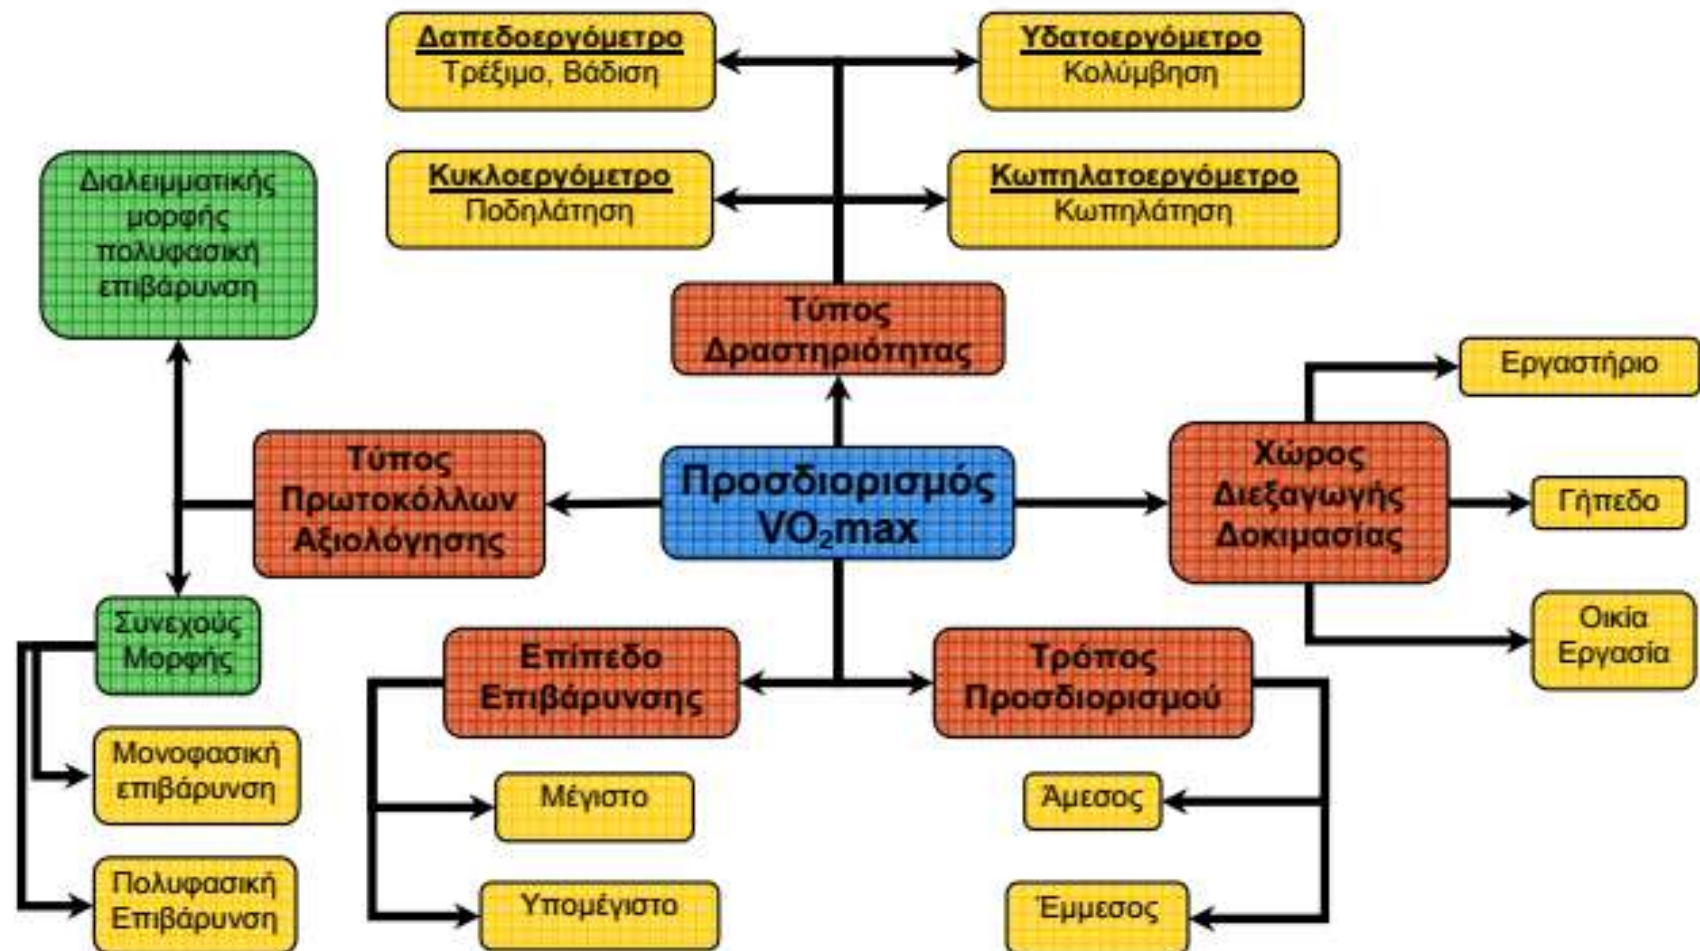 Δαπεδοεργόμετρο
Τρέξιμο, Βάδιση
Υδατοεργόμετρο
Κολύμβηση
Κυκλοεργόμετρο
Ποδηλάτηση
Κωπηλατοεργόμετρο
Κωπηλάτηση
Διαλειμματικής
μορφής
πολυφασική
επιβάρυνση
Τύπος
Δραστηριότητας
Εργαστήριο
Τύπος
Πρωτοκόλλων
Αξιολόγησης
Προσδιορισμός
VO₂max
Χώρος
Διεξαγωγής
Δοκιμασίας
Γήπεδο
Οικία
Εργασία
Συνεχούς
Μορφής
Επίπεδο
Επιβάρυνσης
Τρόπος
Προσδιορισμού
Μονοφασική
επιβάρυνση
Μέγιστο
Άμεσος
Πολυφασική
Επιβάρυνση
Υπομέγιστο
Έμμεσος